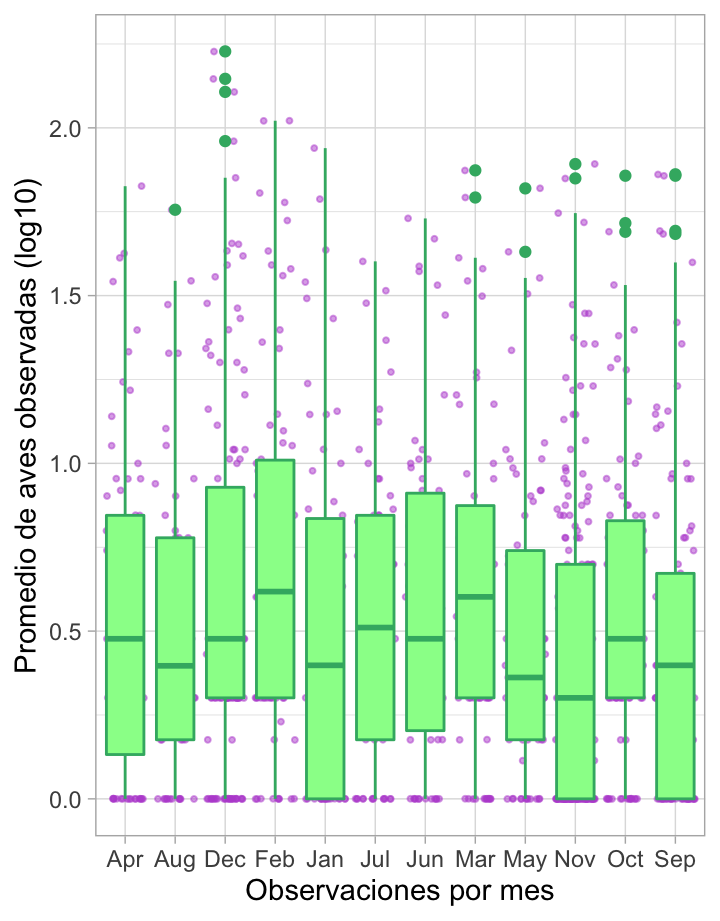 Promedio de aves observadas (log10)
2.0
1.5
1.0
0.5
0.0
Apr Aug Dec Feb Jan Jul Jun Mar May Nov Oct Sep
Observaciones por mes